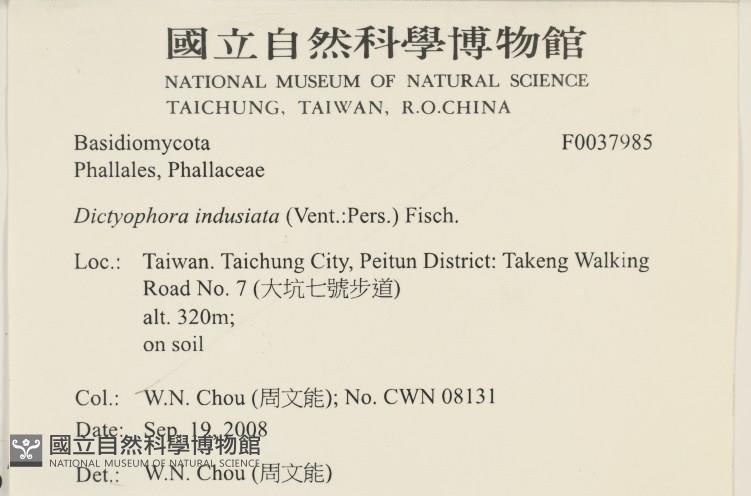 國立自然科學博物館
NATIONAL MUSEUM OF NATURAL SCIENCE
TAICHUNG, TAIWAN, R.O.CHINA
Basidiomycota F0037985
Phallales, Phallaceae
Dictyophora indusiata (Vent.:Pers.) Fisch.
Loc.: Taiwan. Taichung City, Peitun District: Takeng Walking
Road No. 7 (大坑七號步道)
alt. 320m;
on soil
Col.: W.N. Chou (周文能); No. CWN 08131
Date: Sep. 19, 2008
國立自然科學博物館
NATIONAL MUSEUM OF NATURAL SCIENCE
Det.: W.N. Chou (周文能)